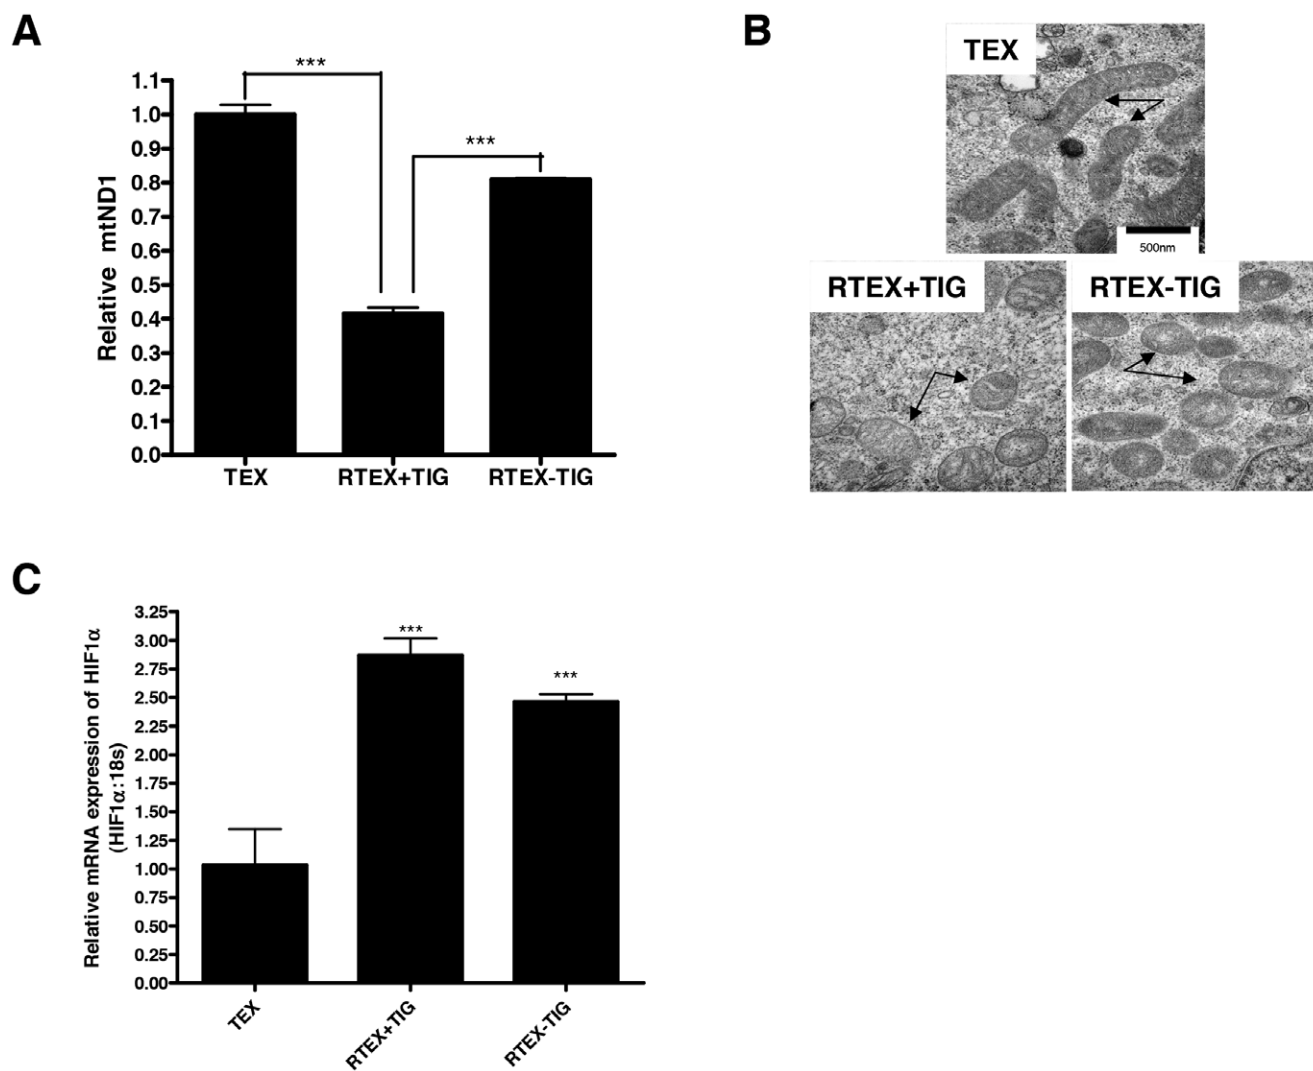 A
***
***
1.1
1.0
0.9
0.8
0.7
0.6
0.5
0.4
0.3
0.2
0.1
0.0
Relative mtND1
TEX
RTEX+TIG
RTEX-TIG
B
TEX
500nm
RTEX+TIG
RTEX-TIG
C
***
***
3.25
3.00
2.75
2.50
2.25
2.00
1.75
1.50
1.25
1.00
0.75
0.50
0.25
0.00
Relative mRNA expression of HIF1α
(HIF1α:18s)
TEX
RTEX+TIG
RTEX-TIG